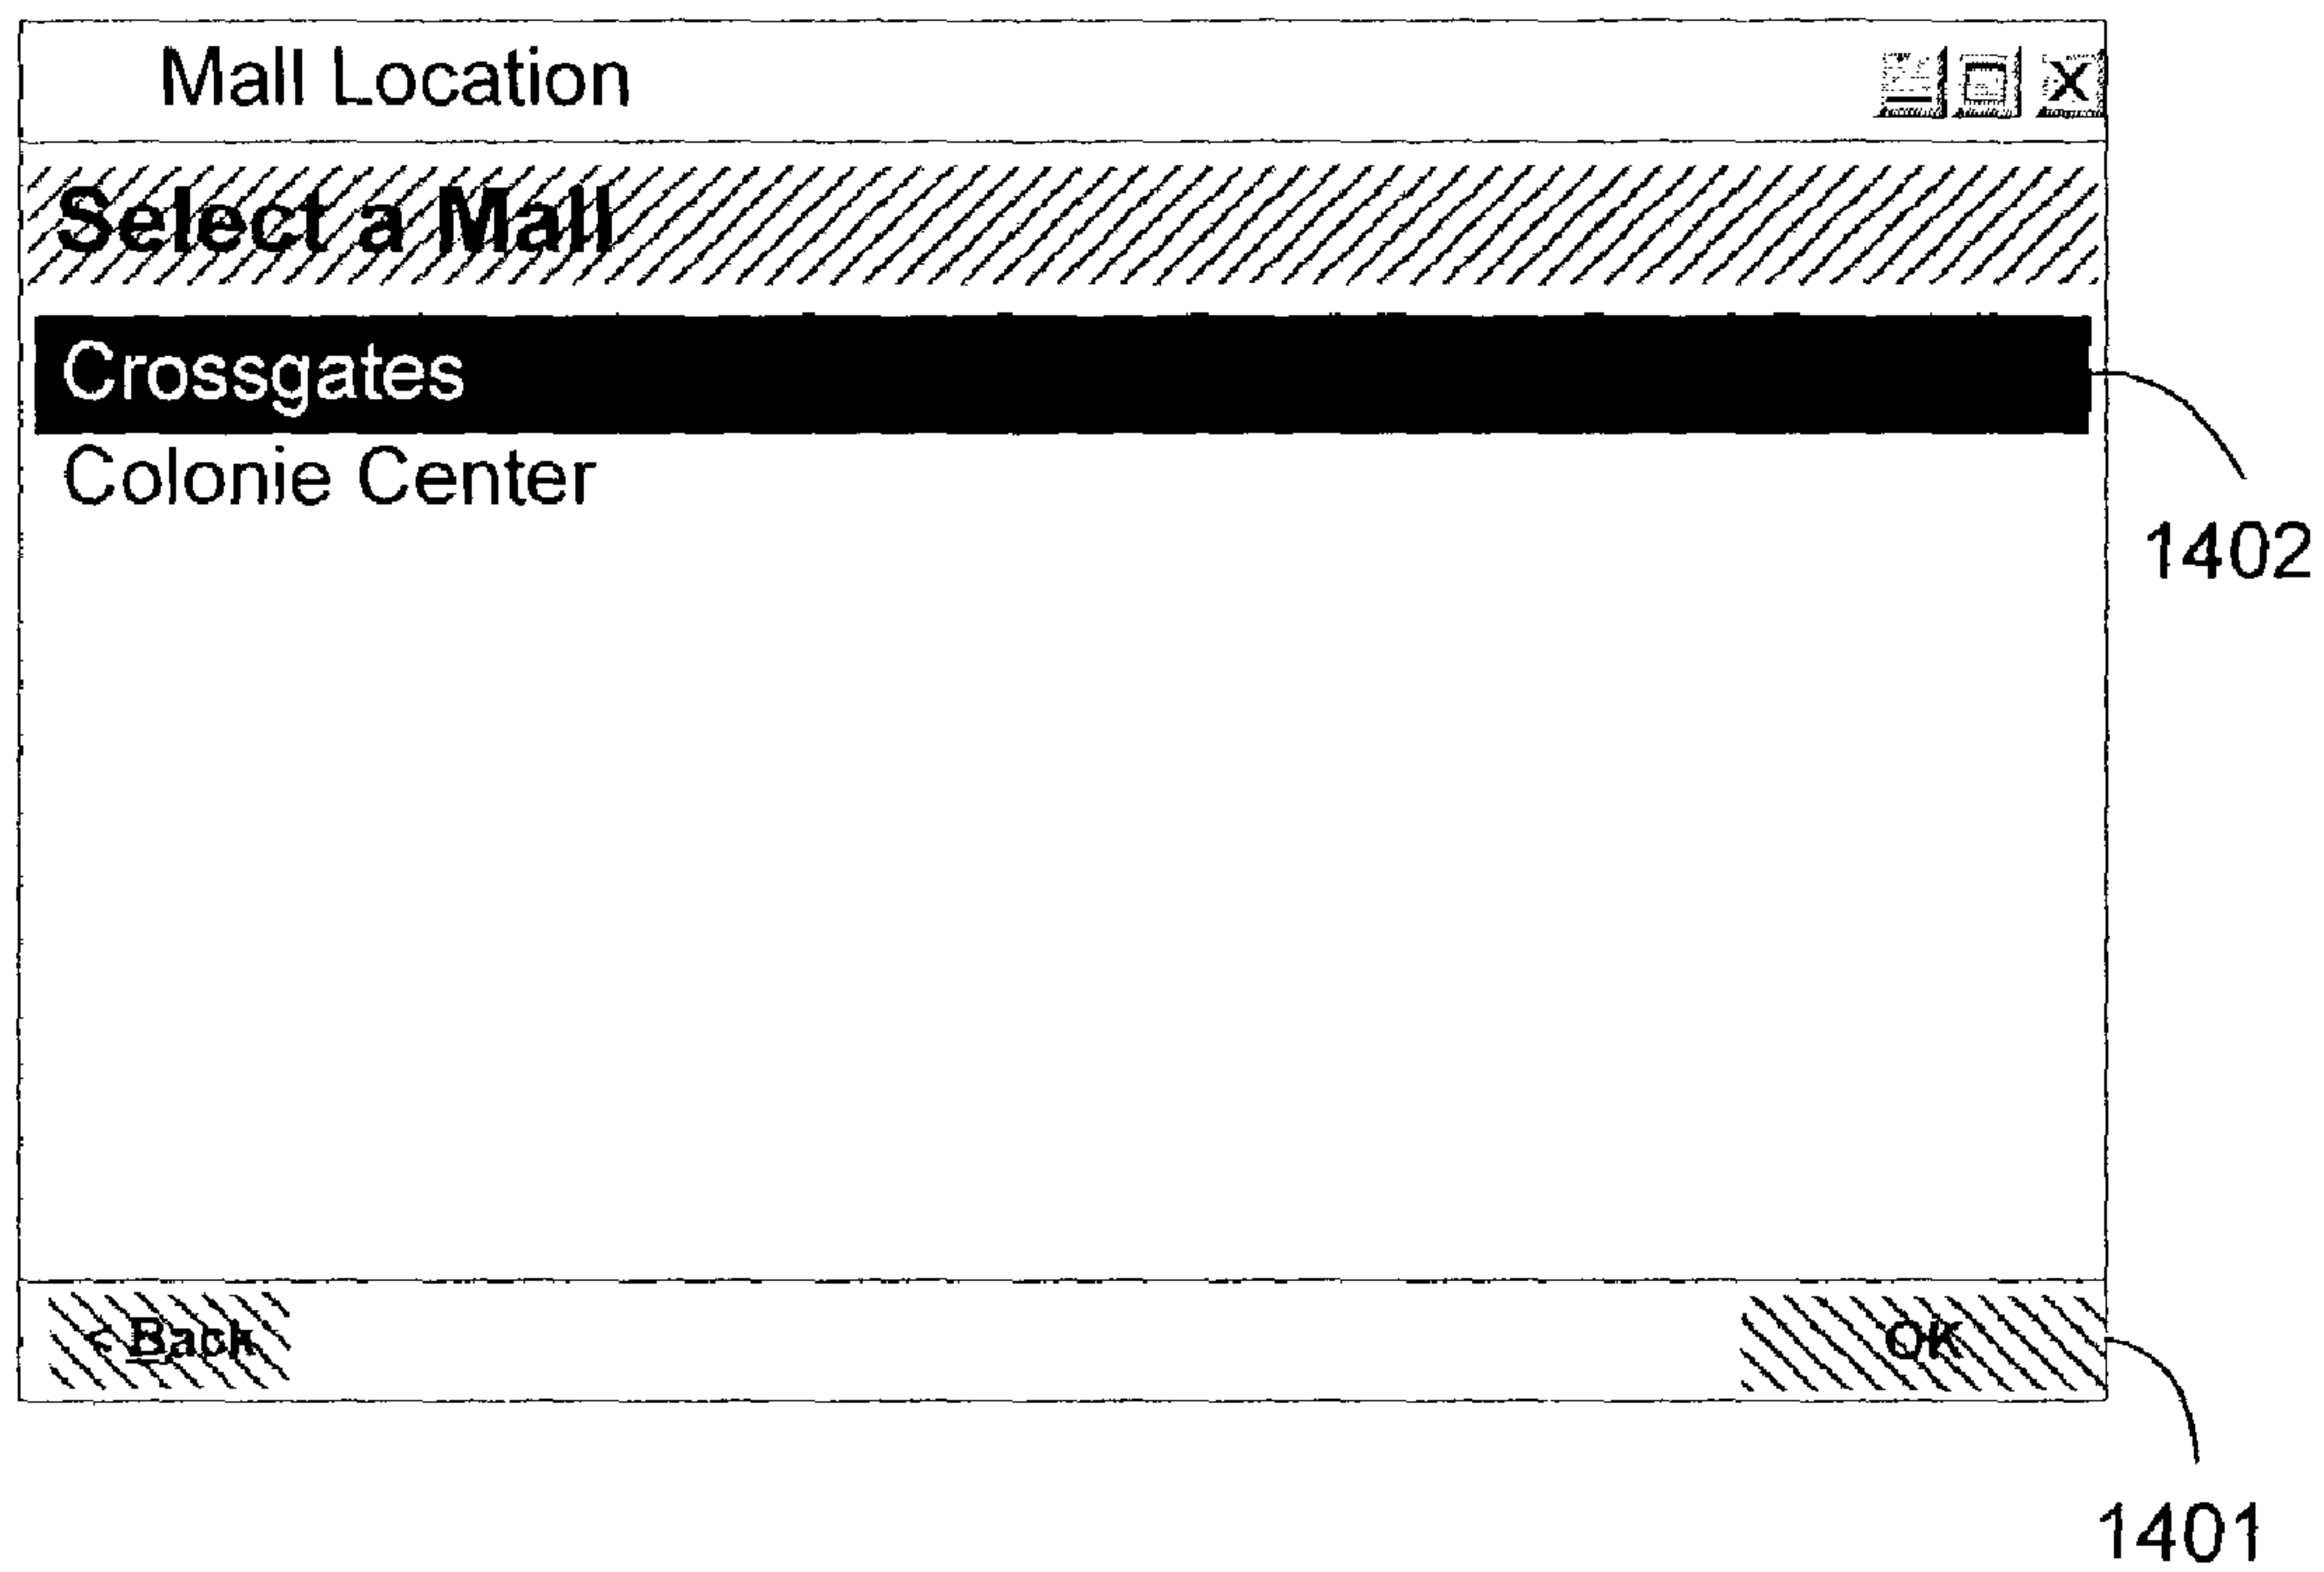 Mall Location
Select a Mall
Crossgates
Colonie Center
1402
< Back
OK
1401